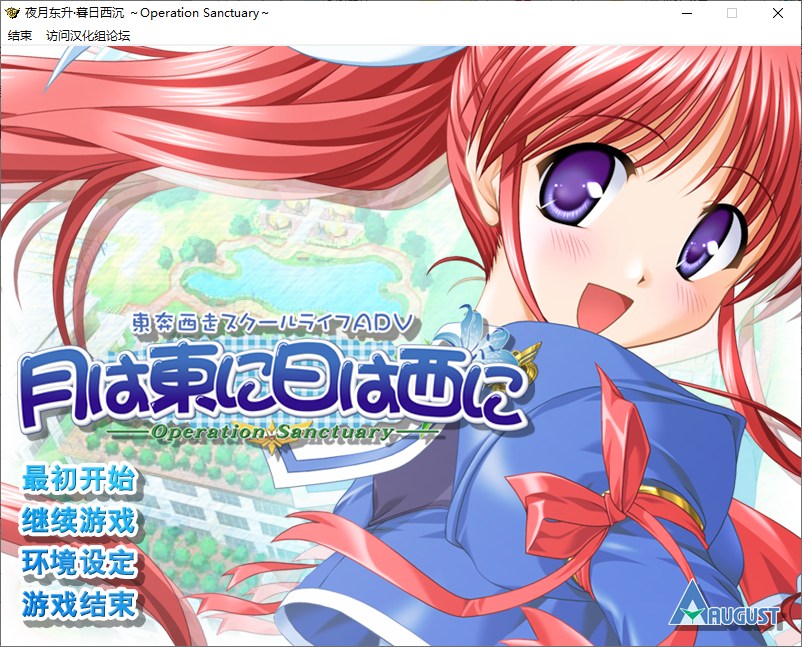 夜月东升·春日西沉 ～Operation Sanctuary～
结束 访问汉化组论坛
東奔西走スクールライフADV
月は東に日は西に
Operation Sanctuary
最初开始
继续游戏
环境设定
游戏结束
AUGUST